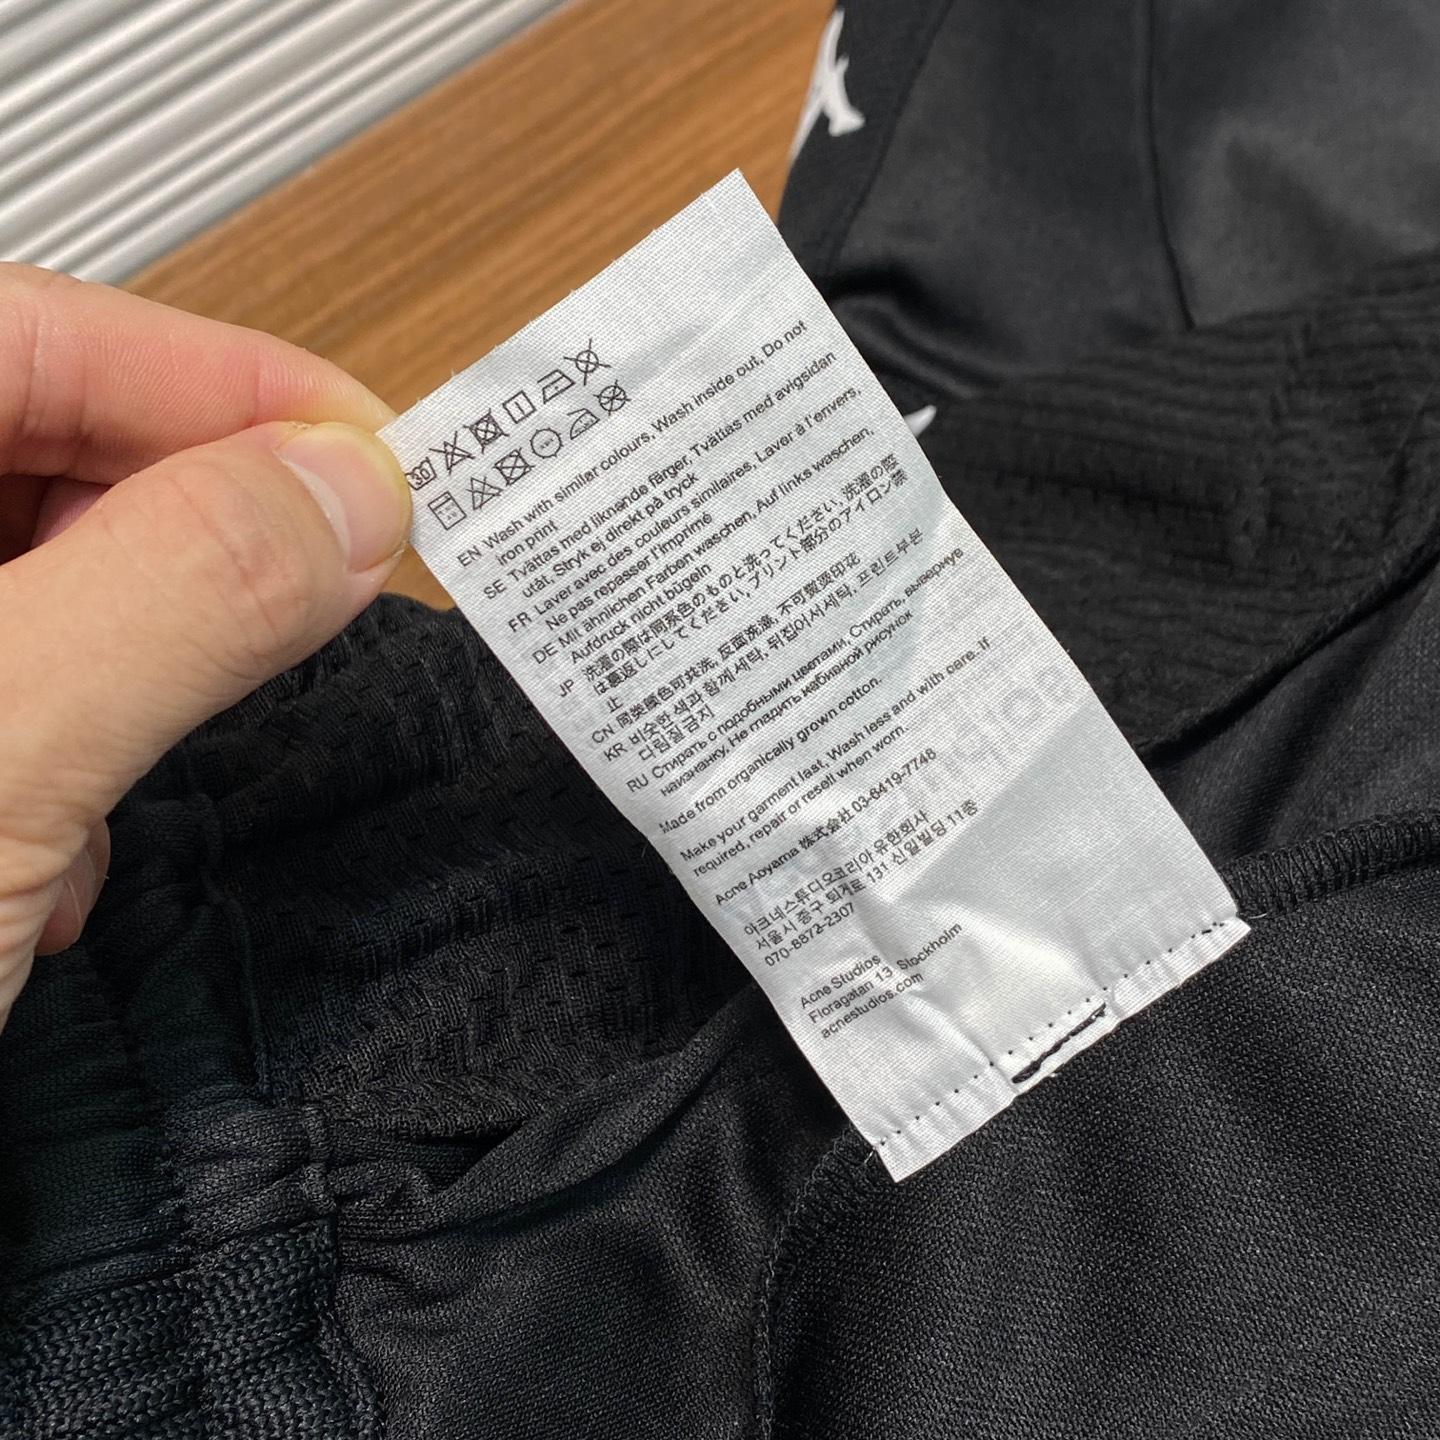 30
EN Wash with similar colours, Wash inside out, Do not
iron print
SE Tvättas med liknande färger, Tvättas med avigsidan
utåt, Stryk ej direkt på tryck
FR Laver avec des couleurs similaires, Laver à l'envers,
Ne pas repasser l'imprimé
DE Mit ähnlichen Farben waschen, Auf links waschen,
Aufdruck nicht bügeln
JP 洗濯の際は同系色のものと洗ってください, 洗濯の際
は裏返しにしてください, プリント部分のアイロン禁
止
CN 同类颜色可共洗, 反面洗涤, 不可熨烫印花
KR 비슷한 색과 함께 세탁, 뒤집어서 세탁, 프린트부분
다림질 금지
RU Стирать с подобными цветами, Стирать, вывернув
наизнанку, Не гладить набивной рисунок
Made from organically grown cotton.
Make your garment last. Wash less and with care. If
required, repair or resell when worn.
Acne Aoyama 株式会社 03-6419-7748
아크네스튜디오코리아 유한회사
서울시 중구 퇴계로 131 신일빌딩 11층
070-8872-2307
Acne Studios
Floragatan 13 Stockholm
acnestudios.com